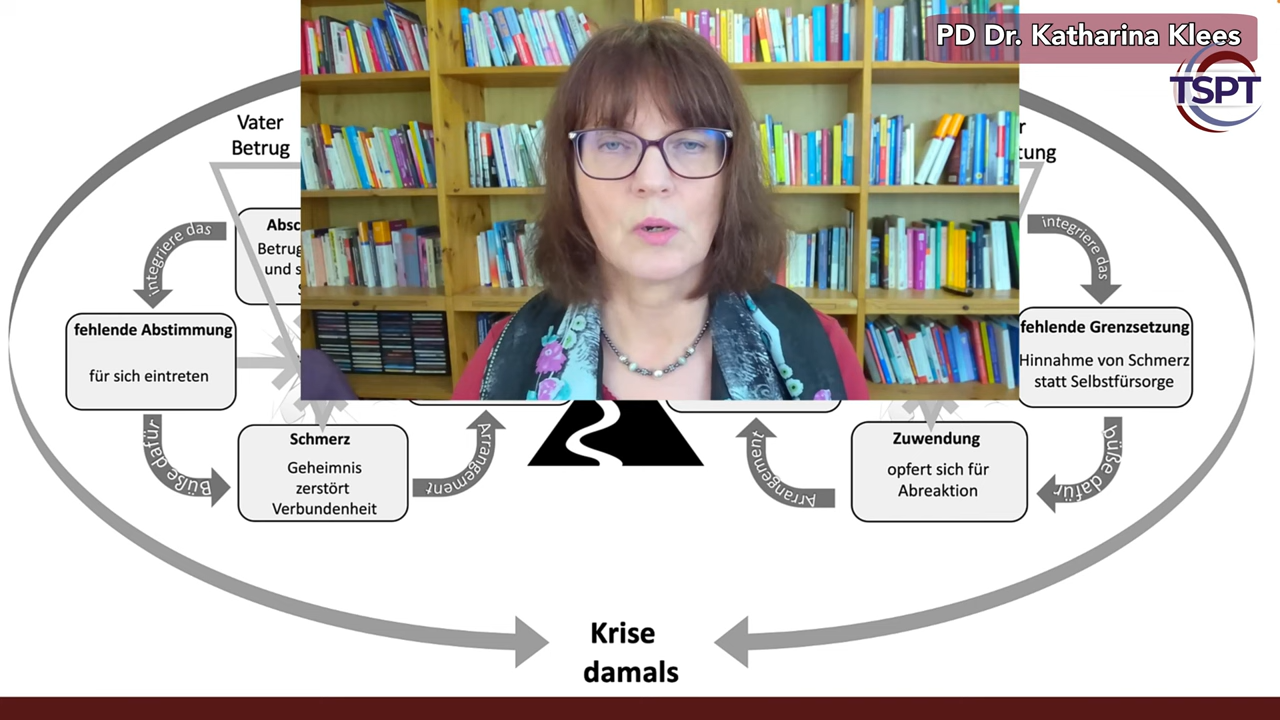 PD Dr. Katharina Klees
TSPT
Vater
Betrug
integriere das
Betrug
und
fehlende Abstimmung
für sich eintreten
Büße dafür
Schmerz
Geheimnis
zerstört
Verbundenheit
Arrangement
integriere das
fehlende Grenzsetzung
Hinnahme von Schmerz
statt Selbstfürsorge
büße dafür
Zuwendung
opfert sich für
Abreaktion
Arrangement
Krise
damals